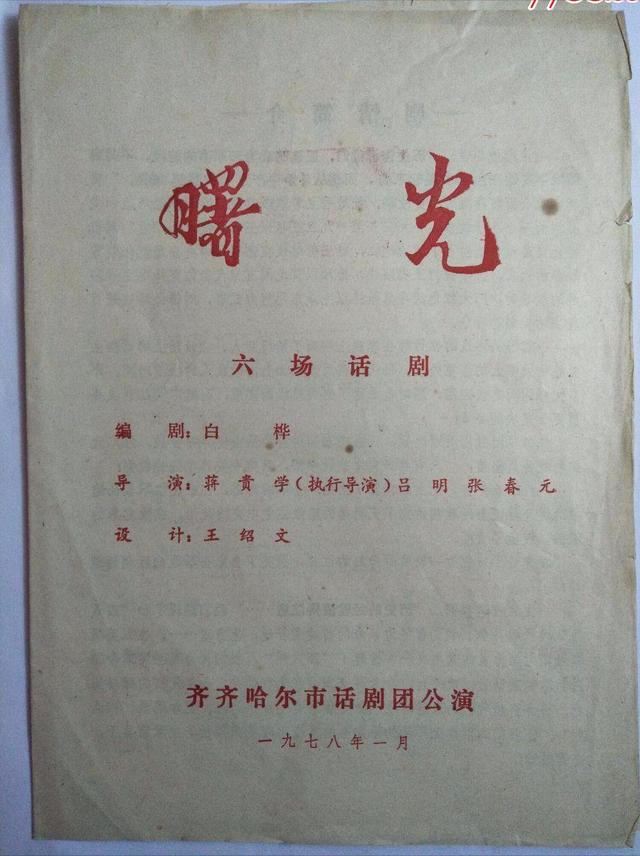 曙光
六场话剧
编剧:白桦
导演:蒋贵学(执行导演)吕明张春元
设计:王绍文
齐齐哈尔市话剧团公演
一九七八年一月